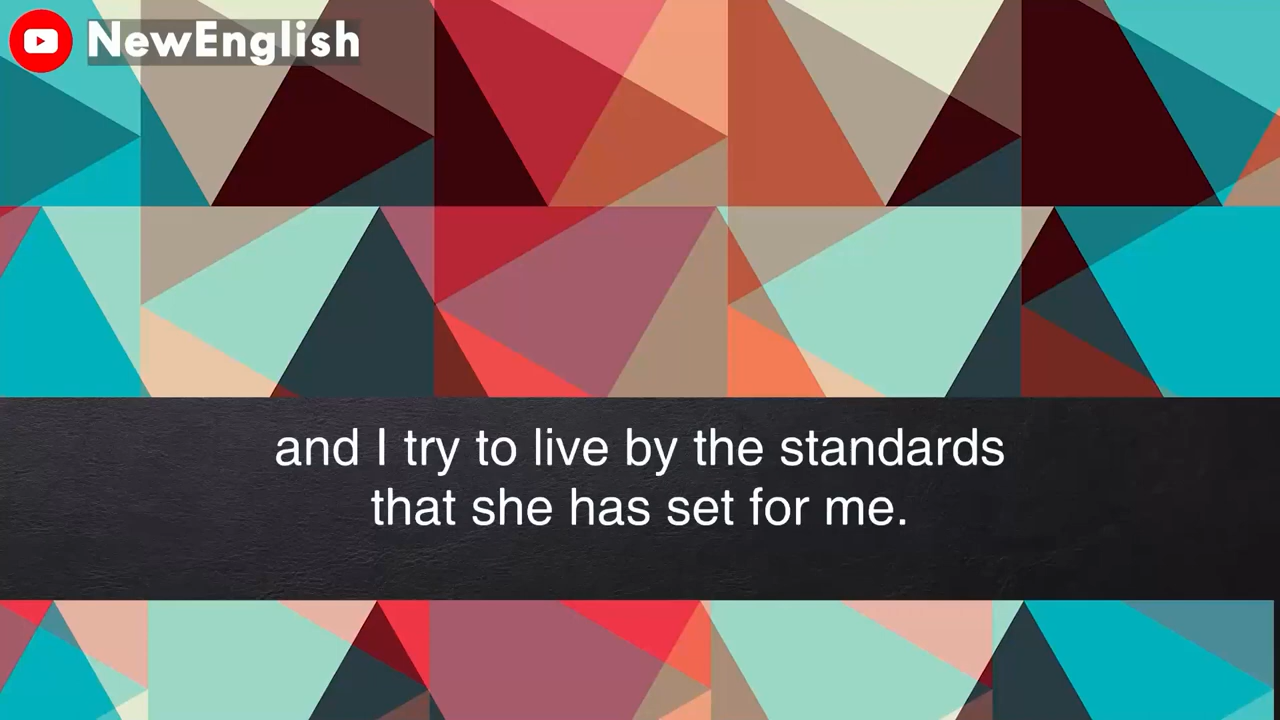 NewEnglish
and I try to live by the standards
that she has set for me.